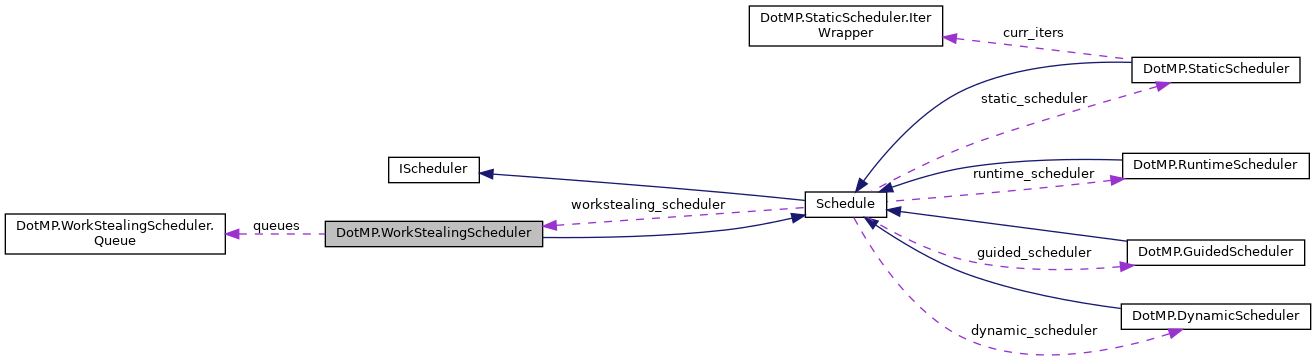 DotMP.StaticScheduler.Iter
Wrapper
curr_iters
DotMP.StaticScheduler
static_scheduler
IScheduler
DotMP.RuntimeScheduler
runtime_scheduler
Schedule
workstealing_scheduler
DotMP.WorkStealingScheduler.
Queue
queues
DotMP.WorkStealingScheduler
guided_scheduler
DotMP.GuidedScheduler
DotMP.DynamicScheduler
dynamic_scheduler